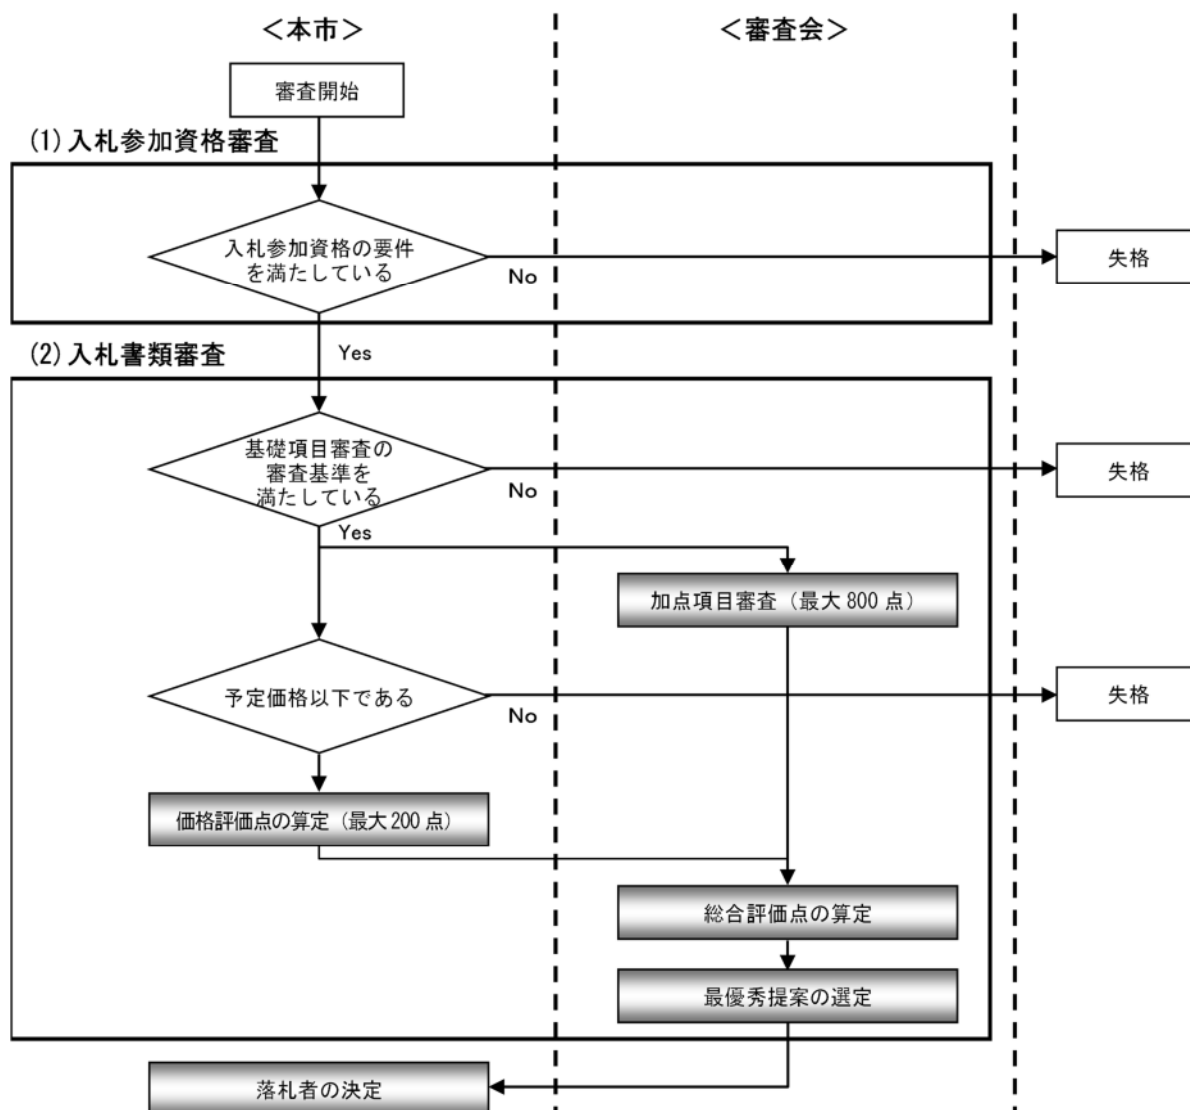 ＜本市＞
＜審査会＞
審査開始
(1) 入札参加資格審査
入札参加資格の要件
を満たしている
No
失格
(2) 入札書類審査
Yes
基礎項目審査の
審査基準を
満たしている
No
失格
Yes
加点項目審査（最大 800 点）
予定価格以下である
No
失格
価格評価点の算定（最大 200 点）
総合評価点の算定
最優秀提案の選定
落札者の決定